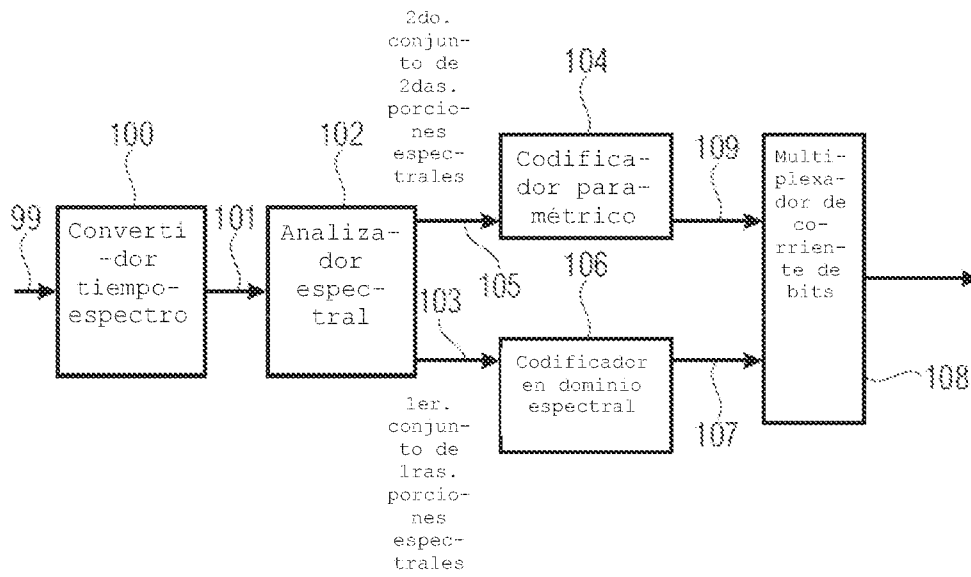 2do.
conjun-
to de
2das.
porcio-
nes
espec-
trales
104
100
102
109
Codifica-
dor para-
métrico
Multi-
plexa-
dor de
co-
rrien-
te de
bits
99
Converti
-dor
tiempo-
espectro
101
Analiza-
dor
espec-
tral
105
106
103
Codificador
en dominio
espectral
108
107
1er.
conjun-
to de
1ras.
porcio-
nes
espec-
trales